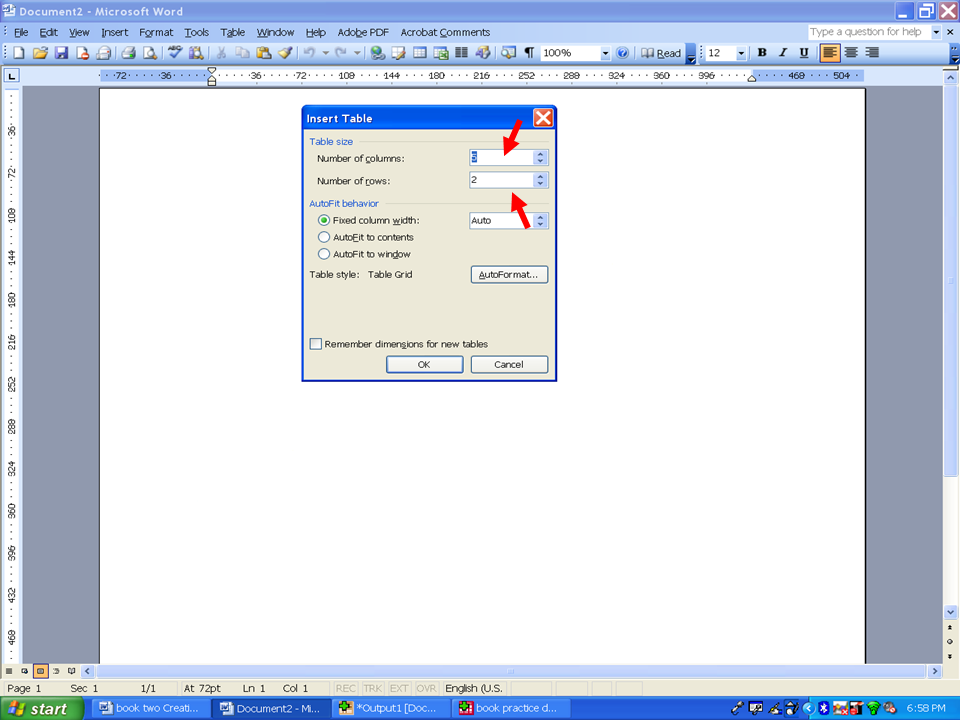 Document2 - Microsoft Word
File Edit View Insert Format Tools Table Window Help Adobe PDF Acrobat Comments Type a question for help
100% Read 12 B I U
72 36 36 72 108 144 180 216 252 288 324 360 396 468 504
36
72
108
144
180
216
252
288
324
360
396
432
468
Insert Table
Table size
Number of columns: 5
Number of rows: 2
AutoFit behavior
Fixed column width: Auto
AutoFit to contents
AutoFit to window
Table style: Table Grid AutoFormat...
Remember dimensions for new tables
OK Cancel
Page 1 Sec 1 1/1 At 72pt Ln 1 Col 1 REC TRK EXT OVR English (U.S.
start book two Creati... Document2 - Mi... *Output1 [Doc... book practice d... 6:58 PM